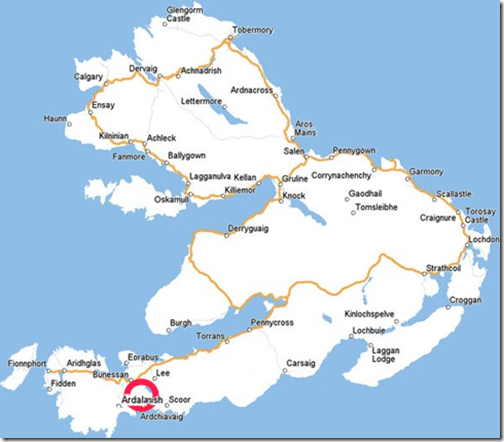 Glengorm
Castle
Tobermory
Dervaig
Achnadrish
Calgary
Lettermore
Ardnacross
Ensay
Haunn
Aros
Mains
Kilninian
Achleck
Fanmore
Salen
Pennygown
Ballygown
Corrynachenchy
Garmony
Lagganulva
Kellan
Gruline
Oskamull
Killiemor
Knock
Gaodhail
Scallastle
Tomsleibhe
Torosay
Castle
Craignure
Derryguaig
Lochdon
Strathcoil
Croggan
Burgh
Pennycross
Kinlochspelve
Torrans
Lochbuie
Laggan
Lodge
Eorabus
Fionnphort
Aridhglas
Bunessan
Lee
Carsaig
Fidden
Ardalanish
Scoor
Ardchiavaig